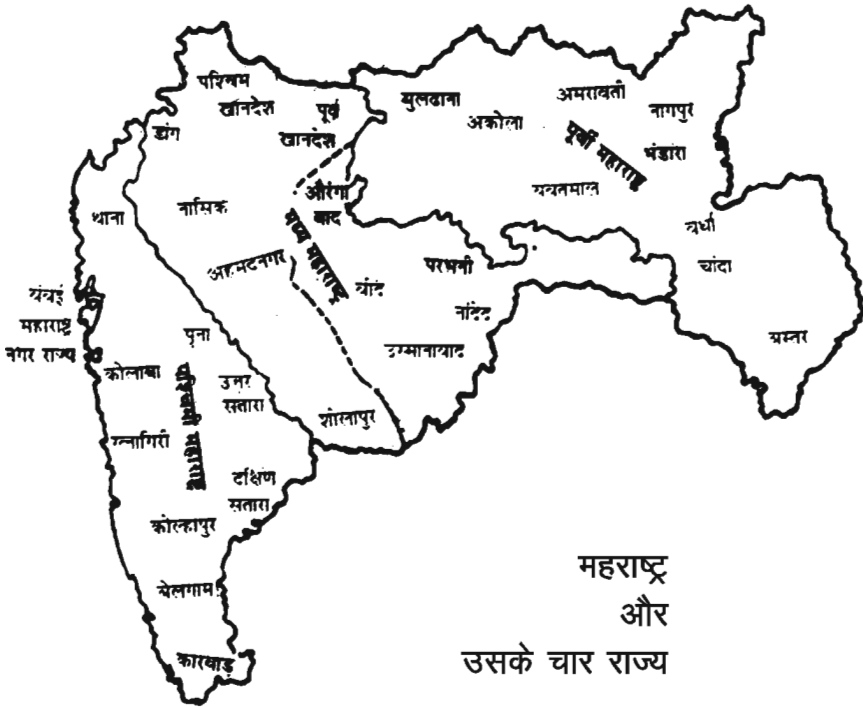 पश्चिम
खानदेश
पूर्व
खानदेश
डांग
बुलढाना
अकोला
अमरावती
नागपुर
भंडारा
पूर्वी महाराष्ट्र
यवतमाल
वर्धा
चांदा
बस्तर
थाना
नासिक
औरंगा
बाद
मध्य महाराष्ट्र
अहमदनगर
बीद
परभनी
नांदेद
उस्मानाबाद
शोलापुर
बंबई
महाराष्ट्र
नगर राज्य
पूना
कोलाबा
उत्तर
सतारा
पश्चिमी महाराष्ट्र
रत्नागिरी
दक्षिण
सतारा
कोल्हापुर
बेलगाम
कारवाड़
महराष्ट्र
और
उसके चार राज्य